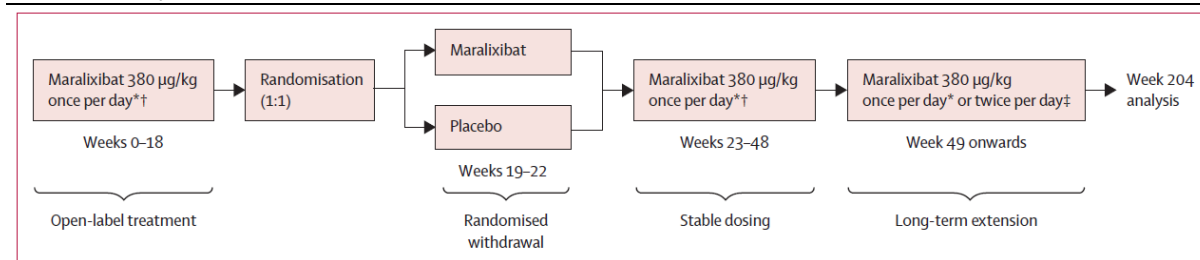 Maralixibat 380 µg/kg
once per day*†
Weeks 0–18
Open-label treatment
Randomisation
(1:1)
Maralixibat
Placebo
Weeks 19–22
Randomised
withdrawal
Maralixibat 380 µg/kg
once per day*†
Weeks 23–48
Stable dosing
Maralixibat 380 µg/kg
once per day* or twice per day‡
Week 49 onwards
Long-term extension
Week 204
analysis